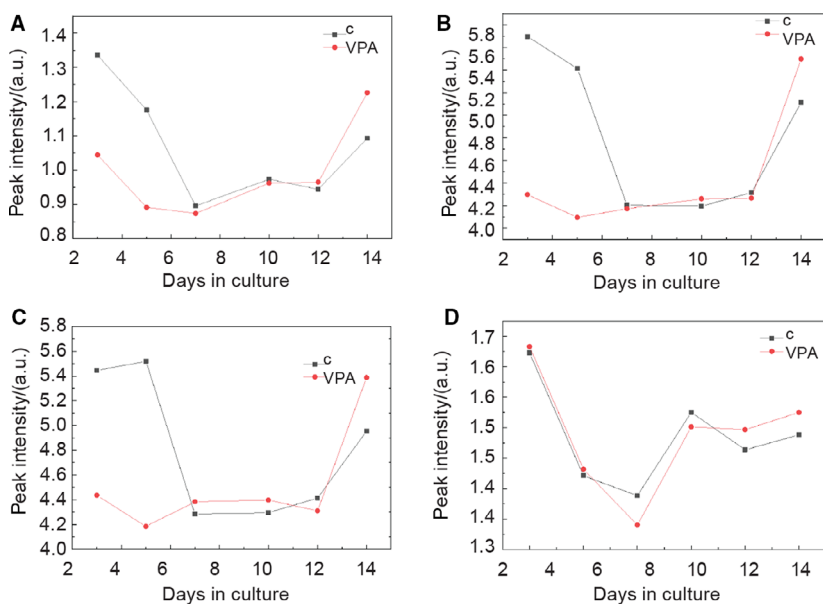 A
Peak intensity/(a.u.)
1.4
1.3
1.2
1.1
1.0
0.9
0.8
c
VPA
2 4 6 8 10 12 14
Days in culture
B
Peak intensity/(a.u.)
5.8
5.6
5.2
5.0
4.8
4.6
4.2
4.0
c
VPA
2 4 6 8 10 12 14
Days in culture
C
Peak intensity/(a.u.)
5.8
5.6
5.4
5.2
5.0
4.8
4.6
4.4
4.2
4.0
c
VPA
2 4 6 8 10 12 14
Days in culture
D
Peak intensity/(a.u.)
1.7
1.6
1.5
1.4
1.4
1.3
c
VPA
2 4 6 8 10 12 14
Days in culture